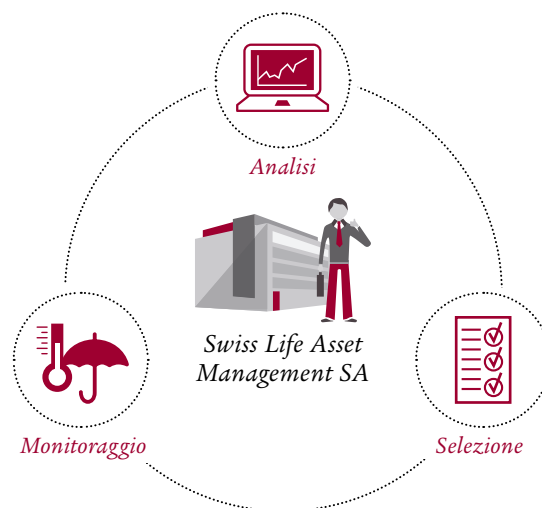 Analisi
Swiss Life Asset
Management SA
Monitoraggio
Selezione